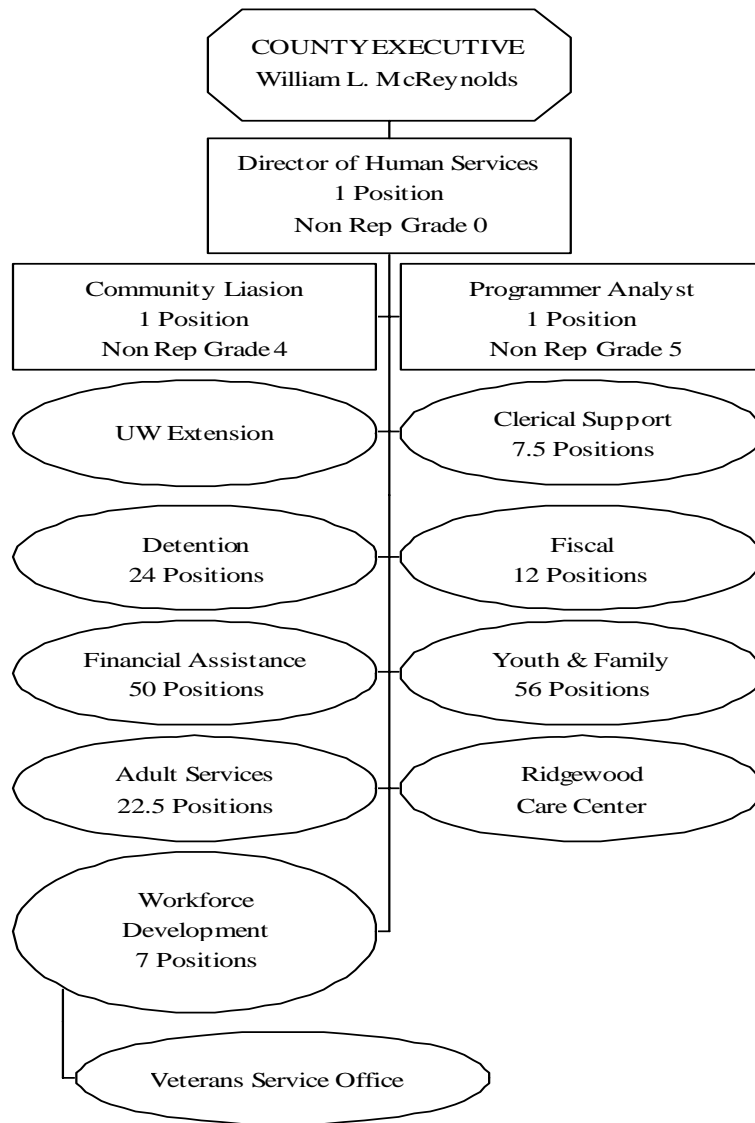 COUNTY EXECUTIVE
William L. McReynolds
Director of Human Services
1 Position
Non Rep Grade 0
Community Liasion
1 Position
Non Rep Grade 4
Programmer Analyst
1 Position
Non Rep Grade 5
UW Extension
Clerical Support
7.5 Positions
Detention
24 Positions
Fiscal
12 Positions
Financial Assistance
50 Positions
Youth & Family
56 Positions
Adult Services
22.5 Positions
Ridgewood
Care Center
Workforce
Development
7 Positions
Veterans Service Office